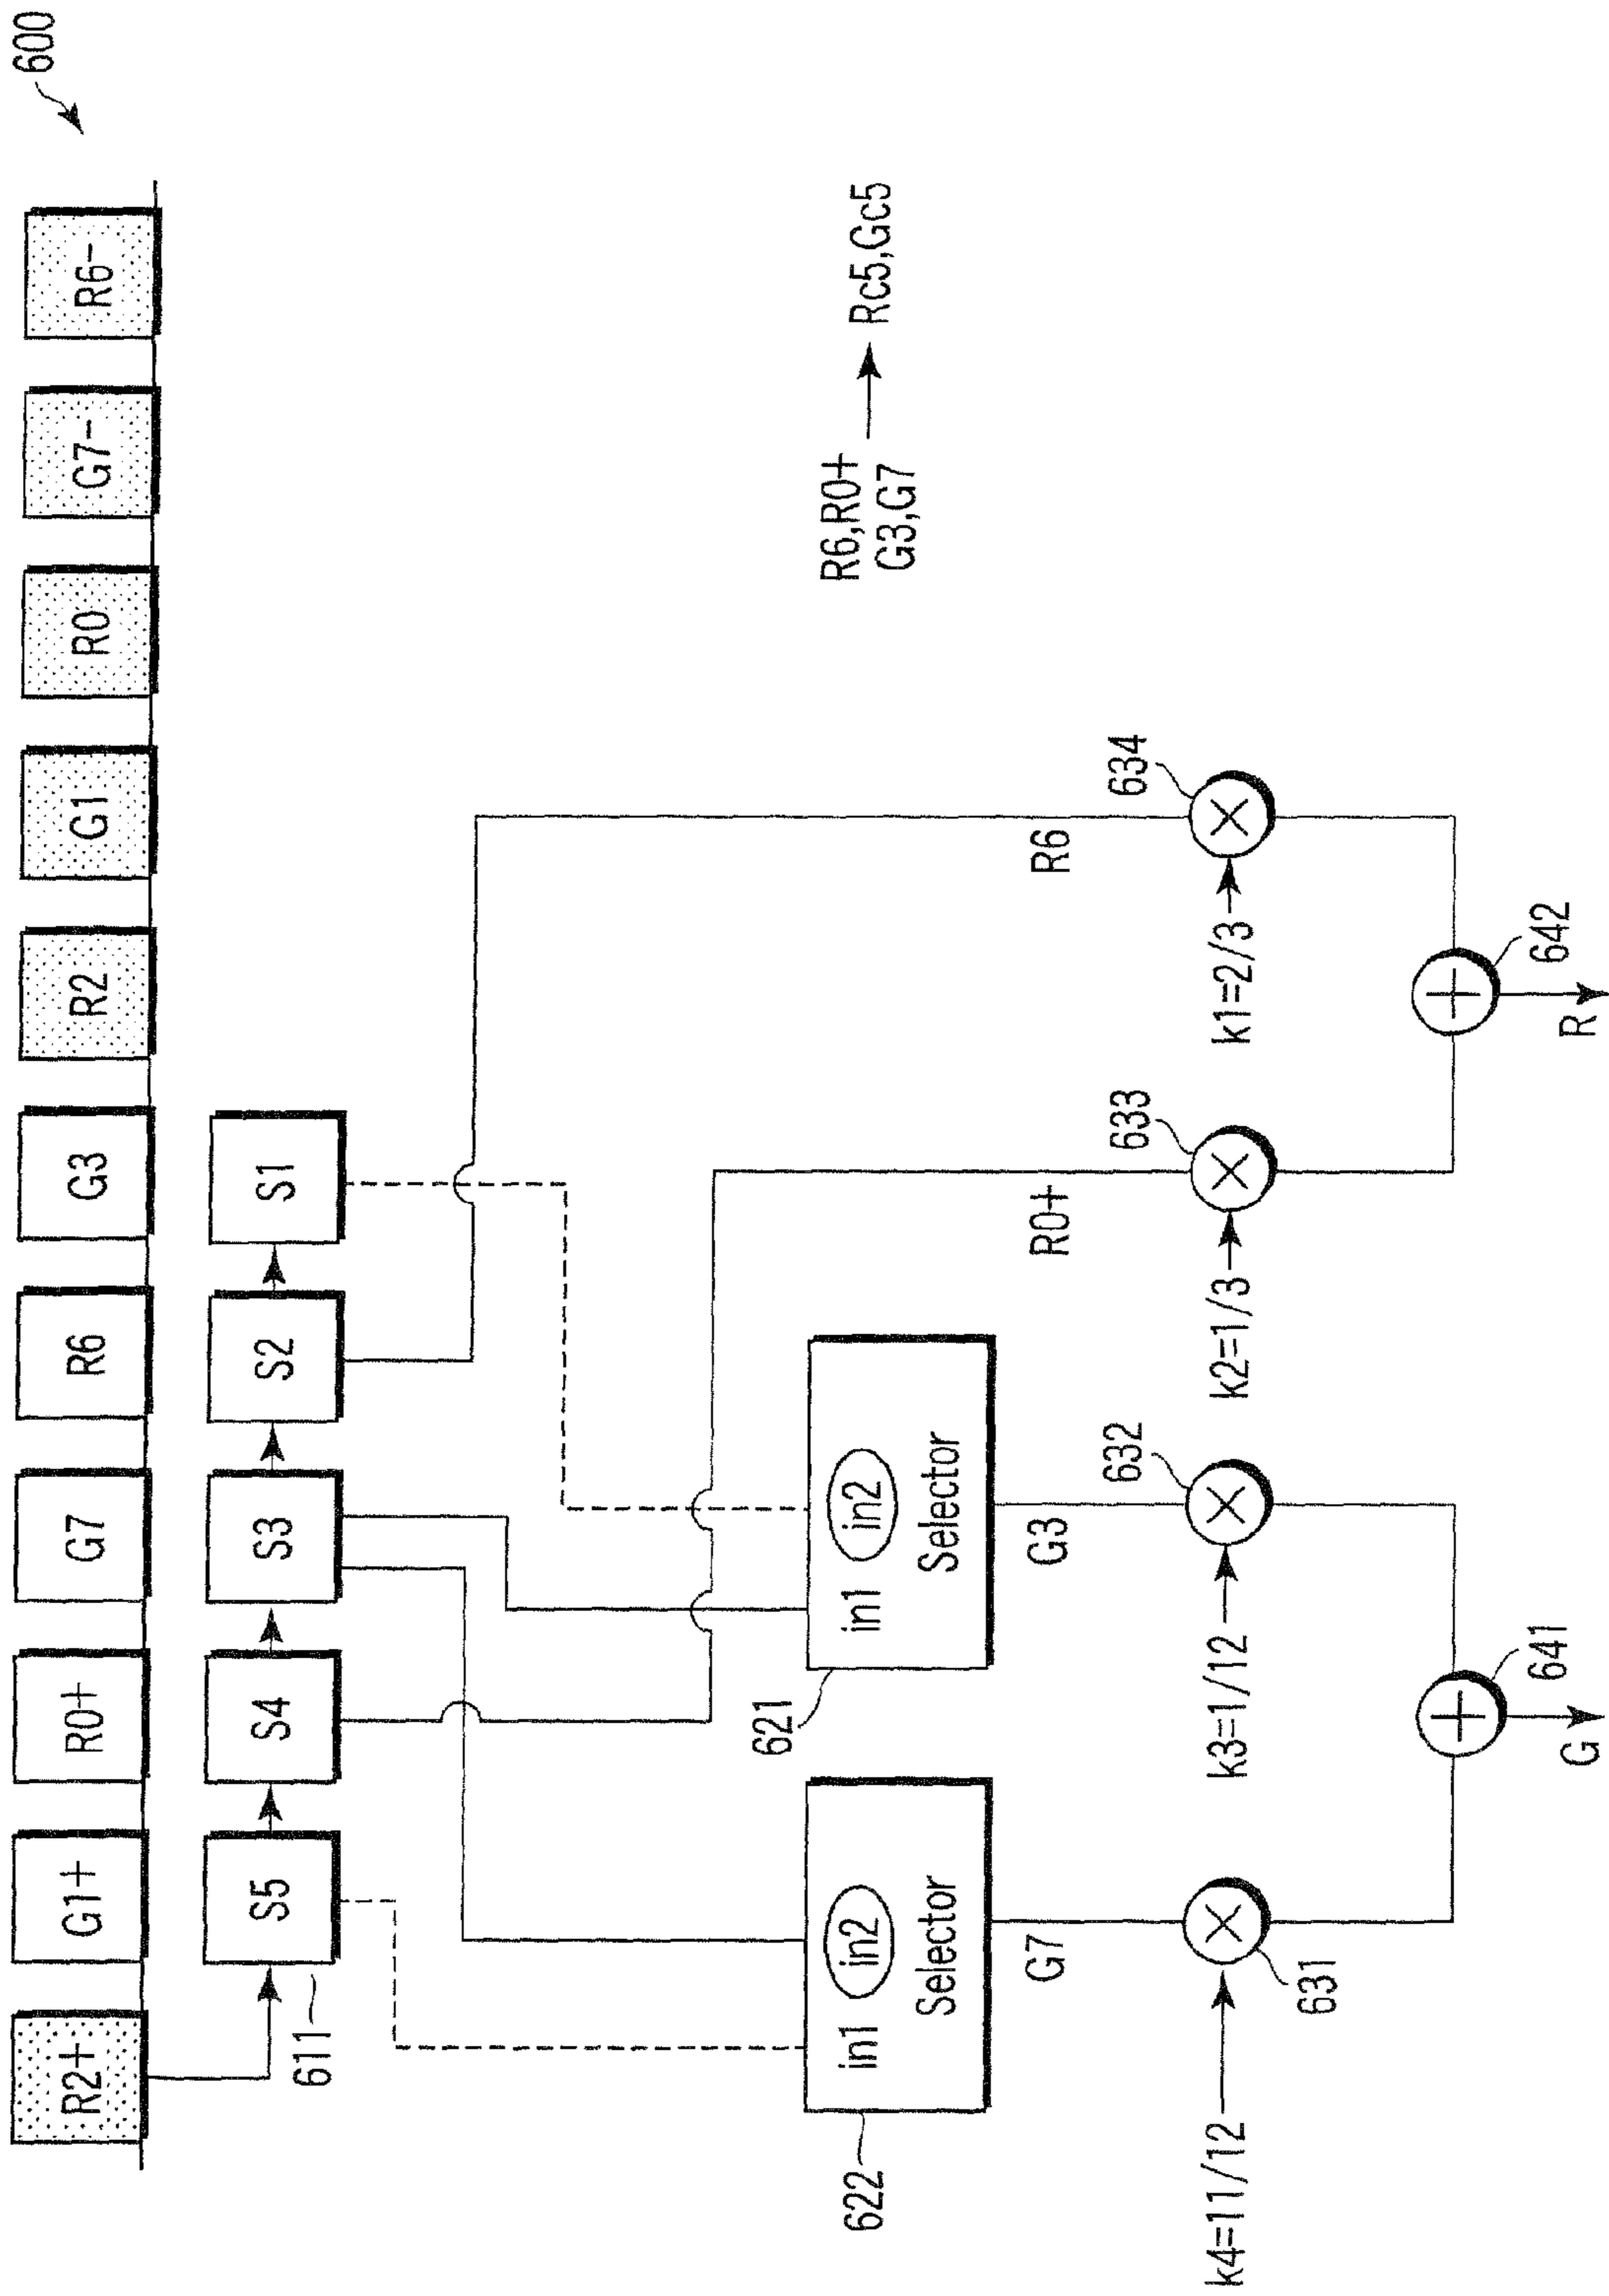 600
R2+ G1+ R0+ G7 R6 G3 R2 G1 R0 G7- R6-
S5 S4 S3 S2 S1
611
R6,R0+
G3,G7
Rc5,Gc5
in1 in2 in1 in2
Selector Selector
622 621
G7 G3 R0+ R6
k4=11/12 k3=1/12 k2=1/3 k1=2/3
631 632 633 634
641 642
G R